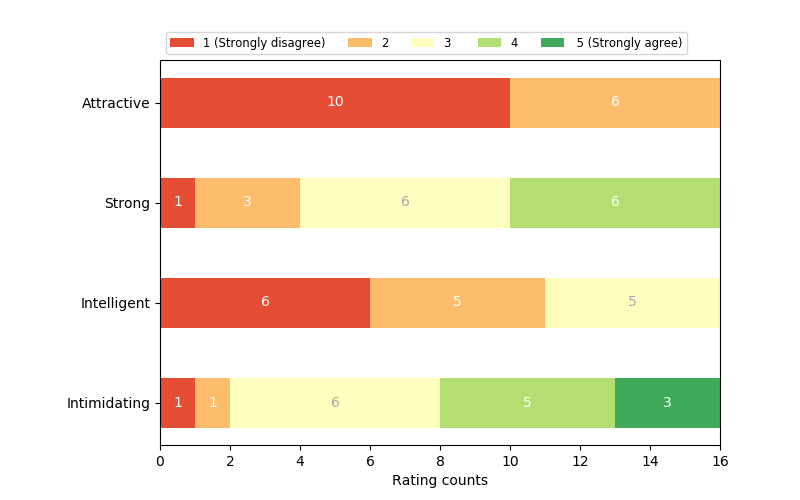 1 (Strongly disagree) 2 3 4 5 (Strongly agree)
Attractive 10 6
Strong 1 3 6 6
Intelligent 6 5 5
Intimidating 1 1 6 5 3
0 2 4 6 8 10 12 14 16
Rating counts